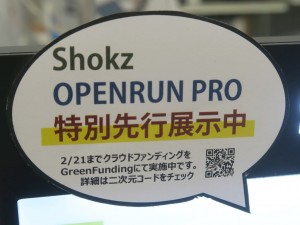 Shokz
OPENRUN PRO
特別先行展示中
2/21までクラウドファンディングを
GreenFundingにて実施中です。
詳細は二次元コードをチェック